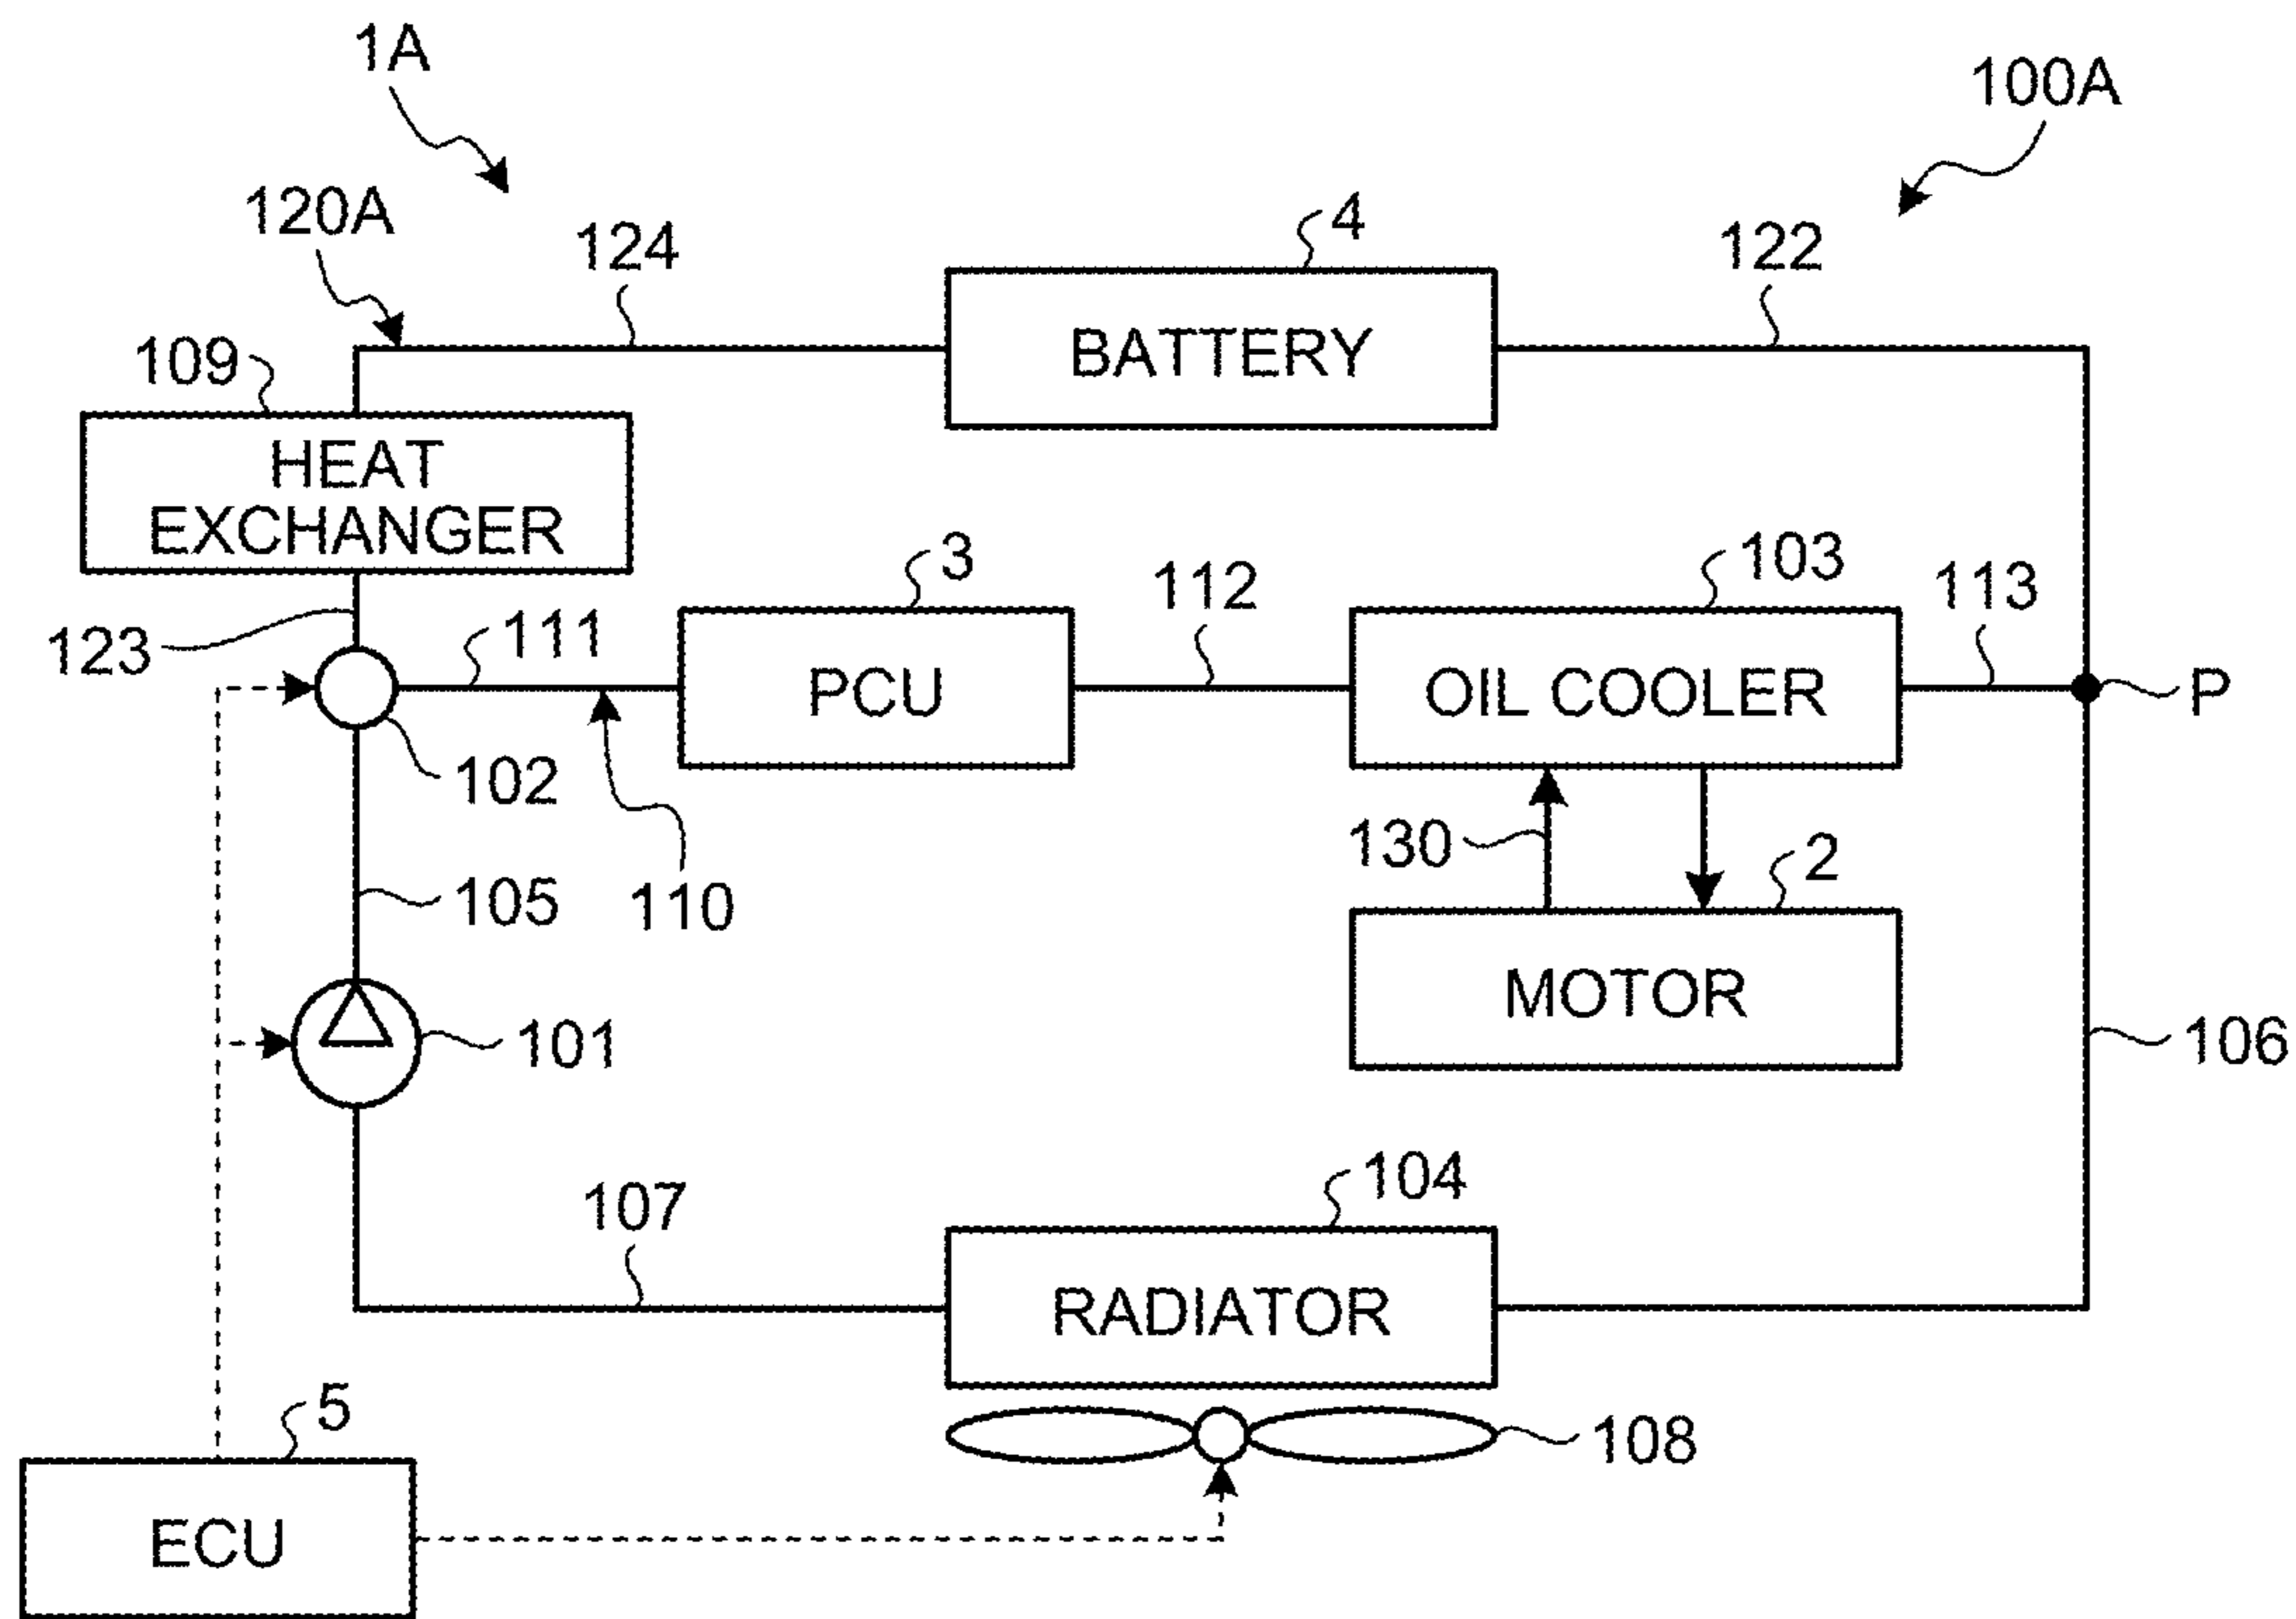 1A
100A
120A
124
4
122
BATTERY
109
HEAT
EXCHANGER
3
112
103
113
123
111
PCU
OIL COOLER
P
102
130
2
105
110
MOTOR
101
106
107
104
RADIATOR
5
108
ECU